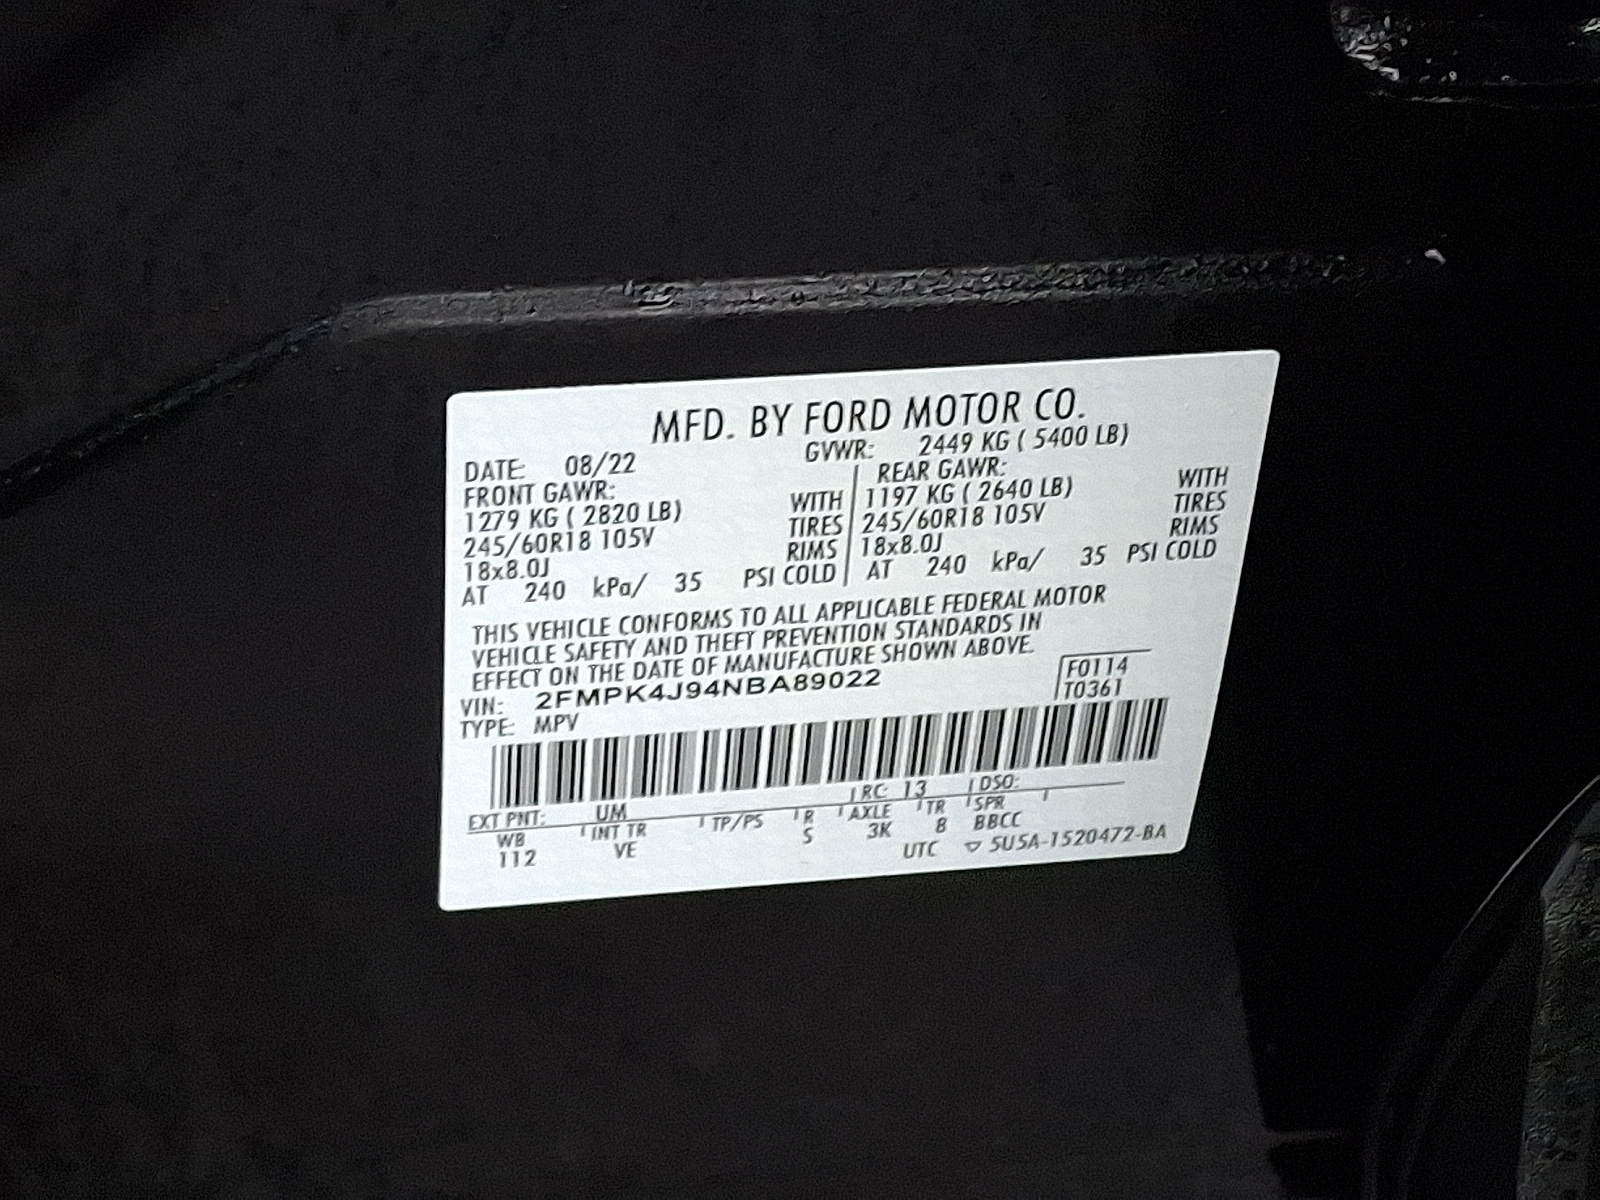 MFD. BY FORD MOTOR CO.
DATE: 08/22 GVWR: 2449 KG ( 5400 LB)
FRONT GAWR: REAR GAWR:
1279 KG ( 2820 LB) WITH 1197 KG ( 2640 LB) WITH
245/60R18 105V TIRES 245/60R18 105V TIRES
18x8.0J RIMS 18x8.0J RIMS
AT 240 kPa/ 35 PSI COLD AT 240 kPa/ 35 PSI COLD
THIS VEHICLE CONFORMS TO ALL APPLICABLE FEDERAL MOTOR
VEHICLE SAFETY AND THEFT PREVENTION STANDARDS IN
EFFECT ON THE DATE OF MANUFACTURE SHOWN ABOVE.
VIN: 2FMPK4J94NBA89022 F0114
TYPE: MPV T0361
EXT PNT: UM RC: 13 DSO:
WB INT TR TP/PS R AXLE TR SPR
112 VE S 3K 8 BBCC
UTC ▽ 5U5A-1520472-BA